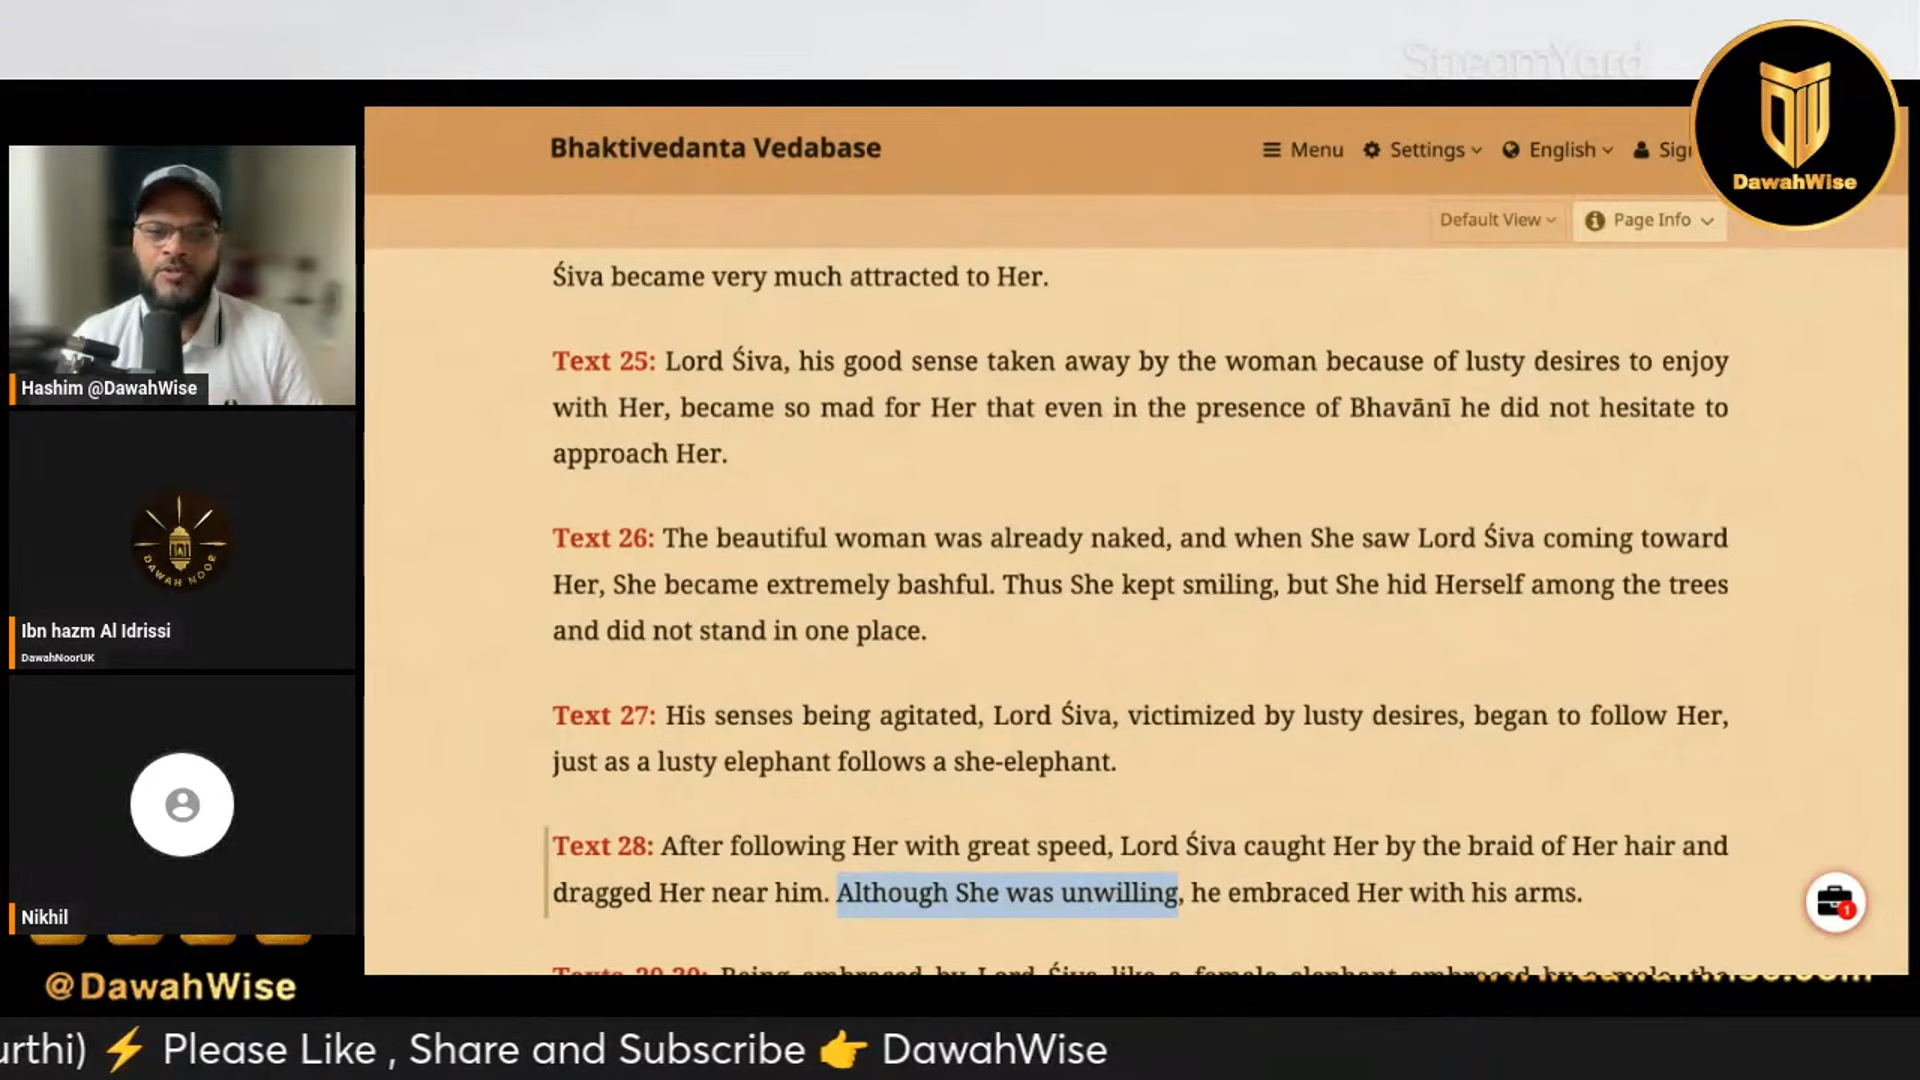 StreamYard
DawahWise
Bhaktivedanta Vedabase
Menu
Settings
English
Default View
Page Info
Śiva became very much attracted to Her.
Text 25: Lord Śiva, his good sense taken away by the woman because of lusty desires to enjoy
with Her, became so mad for Her that even in the presence of Bhavānī he did not hesitate to
approach Her.
Text 26: The beautiful woman was already naked, and when She saw Lord Śiva coming toward
Her, She became extremely bashful. Thus She kept smiling, but She hid Herself among the trees
and did not stand in one place.
Text 27: His senses being agitated, Lord Śiva, victimized by lusty desires, began to follow Her,
just as a lusty elephant follows a she-elephant.
Text 28: After following Her with great speed, Lord Śiva caught Her by the braid of Her hair and
dragged Her near him. Although She was unwilling, he embraced Her with his arms.
Hashim @DawahWise
DAWAH NOOR
Ibn hazm Al Idrissi
DawahNoorUK
Nikhil
1
@DawahWise
urthi) ⚡ Please Like , Share and Subscribe 👉 DawahWise